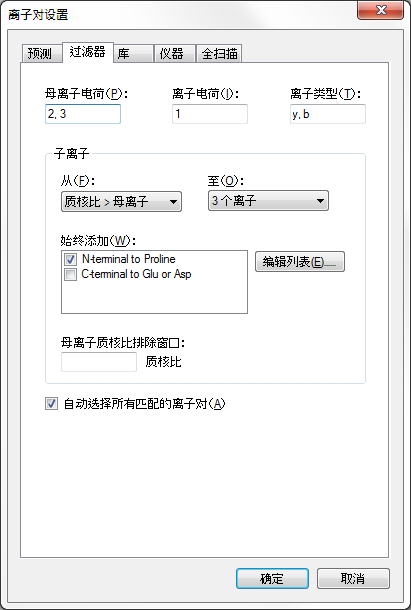 离子对设置
预测 过滤器 库 仪器 全扫描
母离子电荷(P): 离子电荷(I): 离子类型(T):
2, 3 1 y, b
子离子
从(F): 至(O):
质核比 > 母离子 3 个离子
始终添加(W):
N-terminal to Proline
C-terminal to Glu or Asp
编辑列表(E)....
母离子质核比排除窗口:
质核比
自动选择所有匹配的离子对(A)
确定 取消